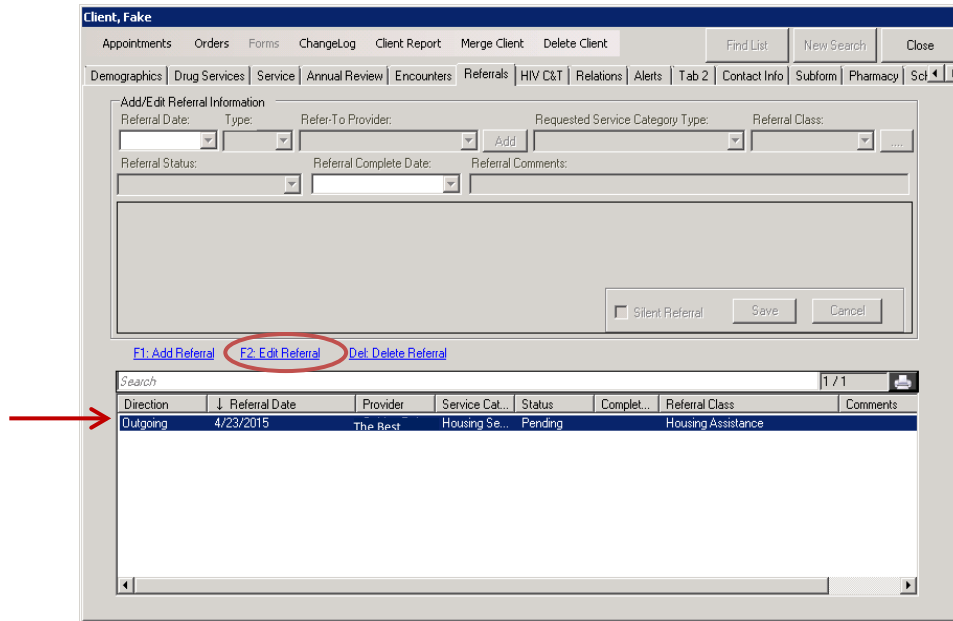 Client, Fake
Appointments Orders Forms ChangeLog Client Report Merge Client Delete Client Find List New Search Close
Demographics Drug Services Service Annual Review Encounters Referrals HIV C&T Relations Alerts Tab 2 Contact Info Subform Pharmacy
Add/Edit Referral Information
Referral Date: Type: Refer-To Provider: Requested Service Category Type: Referral Class:
Add ....
Referral Status: Referral Complete Date: Referral Comments:
Silent Referral Save Cancel
F1: Add Referral F2: Edit Referral Del: Delete Referral
Search 1 / 1
Direction ↓ Referral Date Provider Service Cat... Status Complet... Referral Class Comments
Outgoing 4/23/2015 The Best Housing Se... Pending Housing Assistance